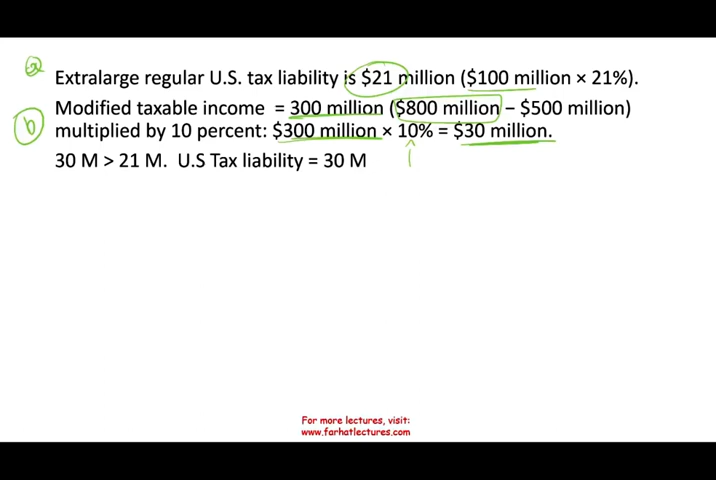 a
Extralarge regular U.S. tax liability is $21 million ($100 million × 21%).
Modified taxable income = 300 million ($800 million – $500 million)
b
multiplied by 10 percent: $300 million × 10% = $30 million.
30 M > 21 M. U.S Tax liability = 30 M
For more lectures, visit:
www.farhatlectures.com